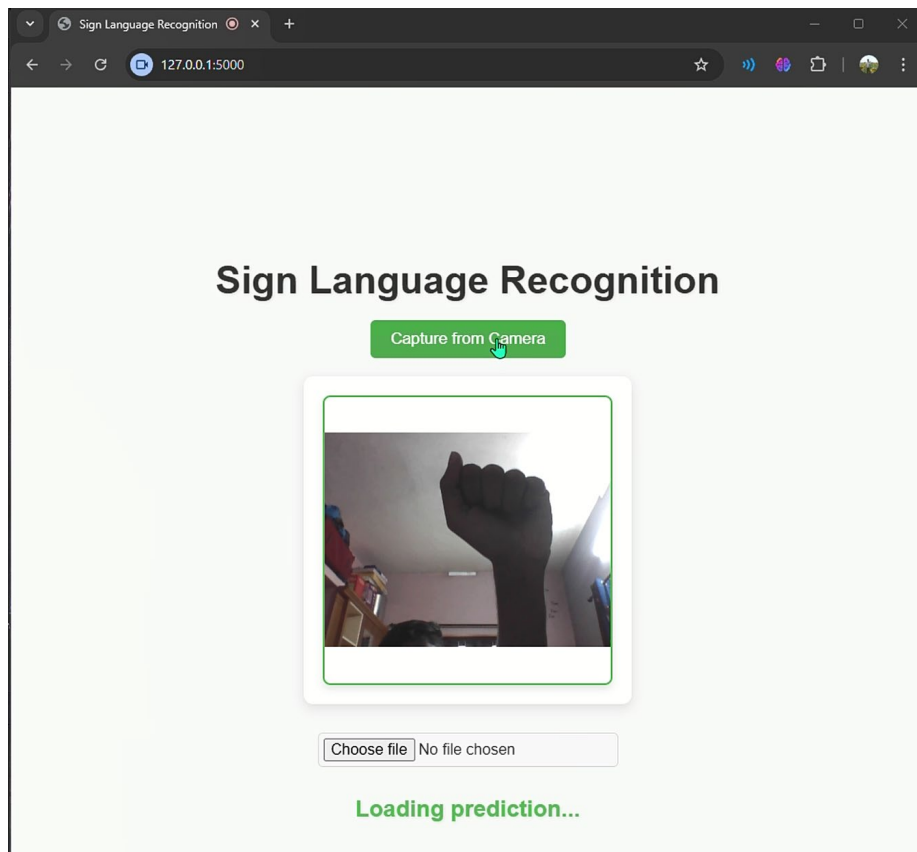 Sign Language Recognition
127.0.0.1:5000
Sign Language Recognition
Capture from Camera
Choose file No file chosen
Loading prediction...